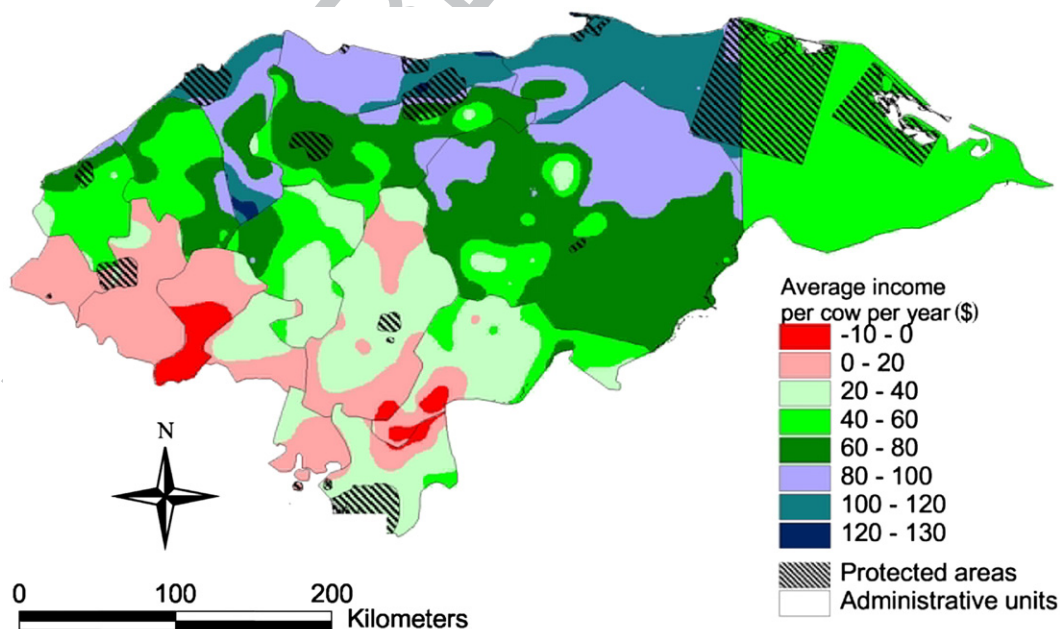 Average income
per cow per year ($)
-10 - 0
0 - 20
20 - 40
40 - 60
60 - 80
80 - 100
100 - 120
120 - 130
Protected areas
Administrative units
N
0 100 200
Kilometers